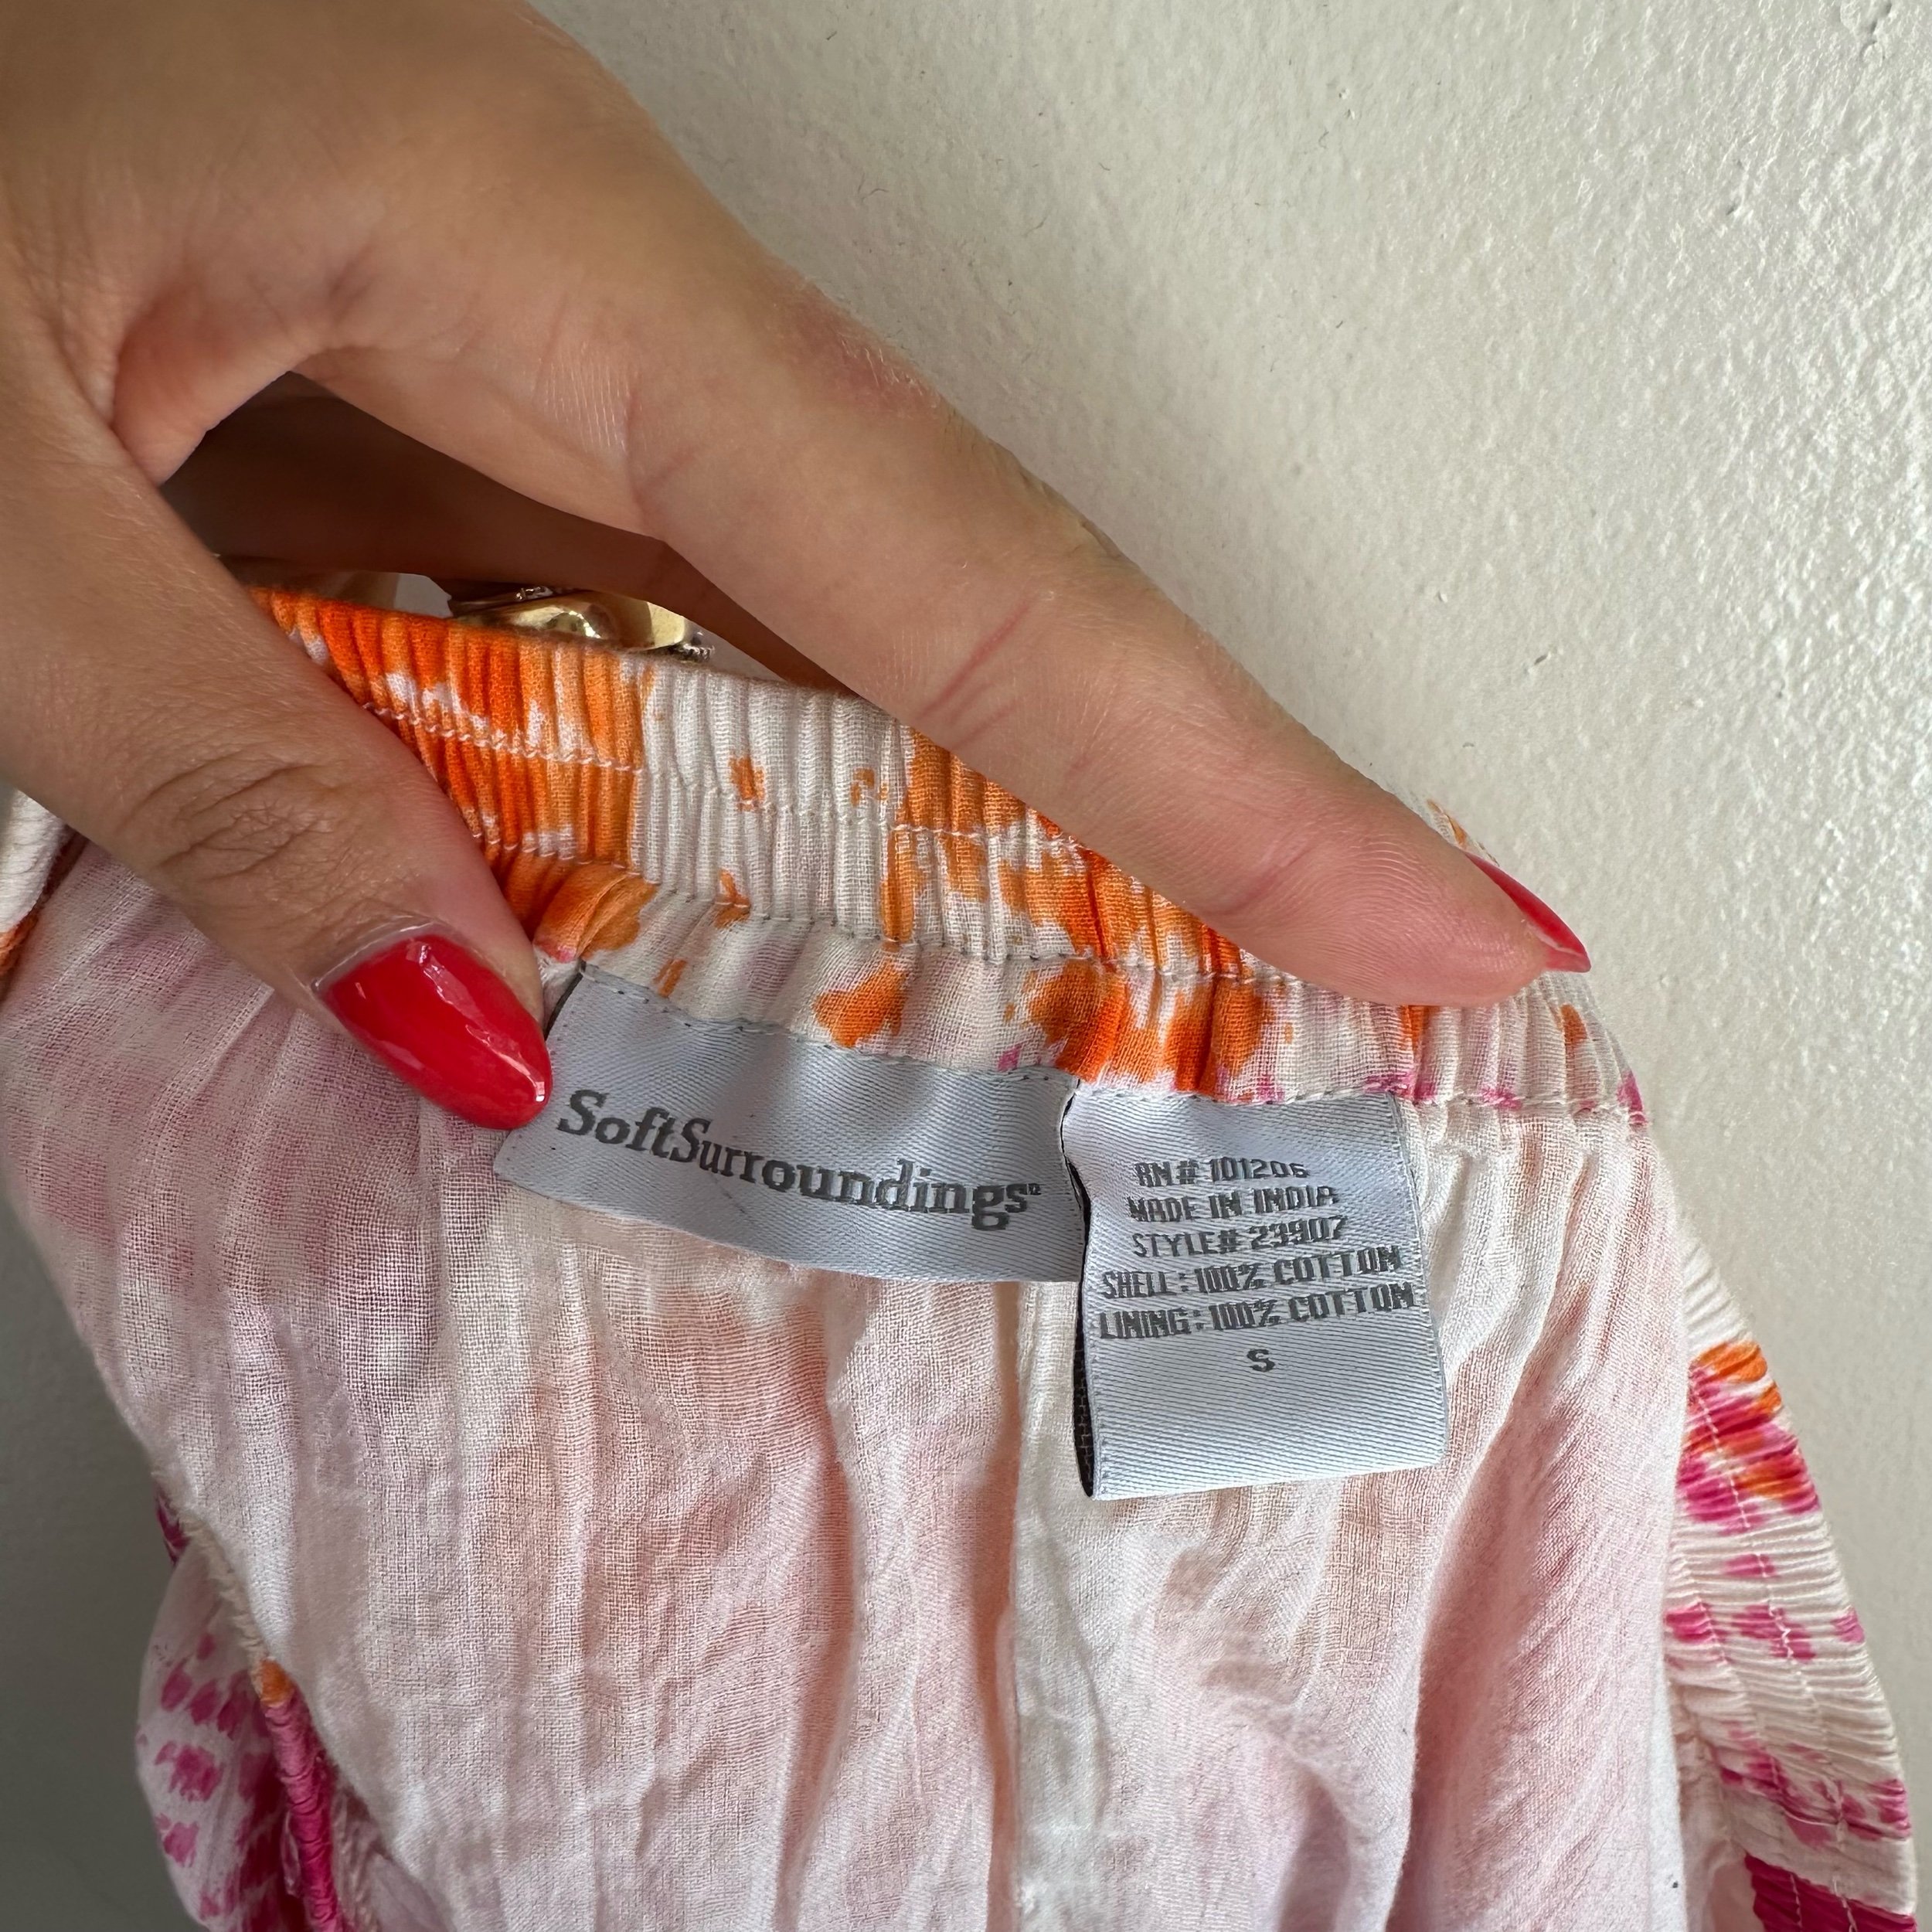 SoftSurroundings®
RN# 101206
MADE IN INDIA
STYLE# 23907
SHELL: 100% COTTON
LINING: 100% COTTON
S